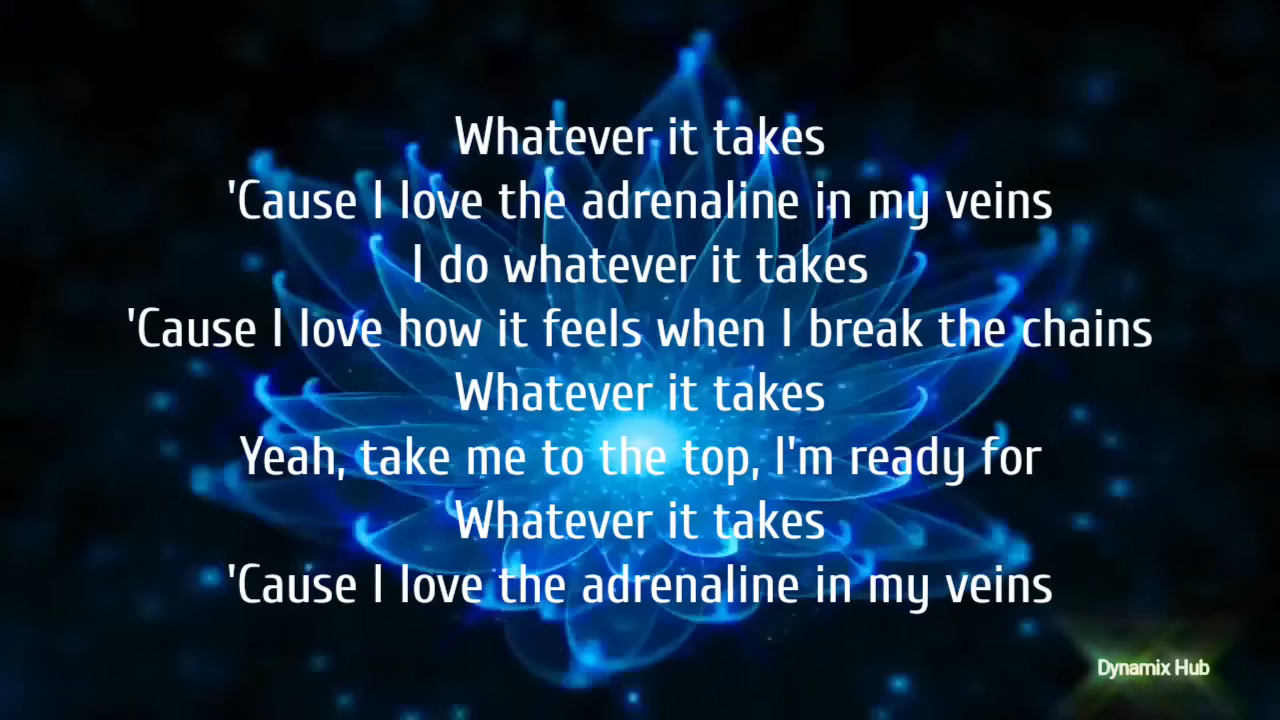 Whatever it takes
'Cause I love the adrenaline in my veins
I do whatever it takes
'Cause I love how it feels when I break the chains
Whatever it takes
Yeah, take me to the top, I'm ready for
Whatever it takes
'Cause I love the adrenaline in my veins
Dynamix Hub